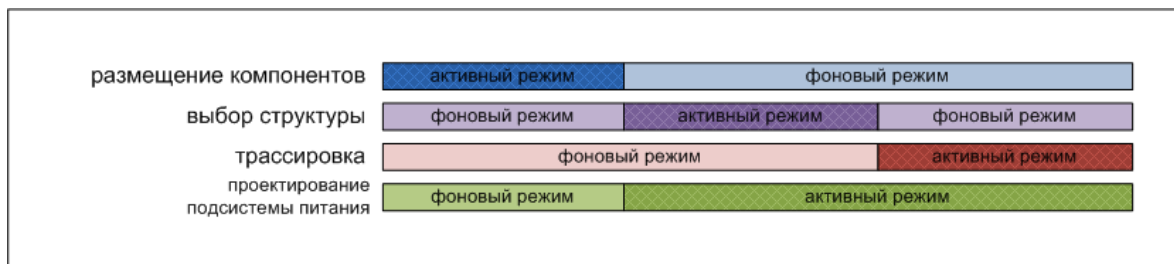 размещение компонентов активный режим фоновый режим
выбор структуры фоновый режим активный режим фоновый режим
трассировка фоновый режим активный режим
проектирование
подсистемы питания фоновый режим активный режим